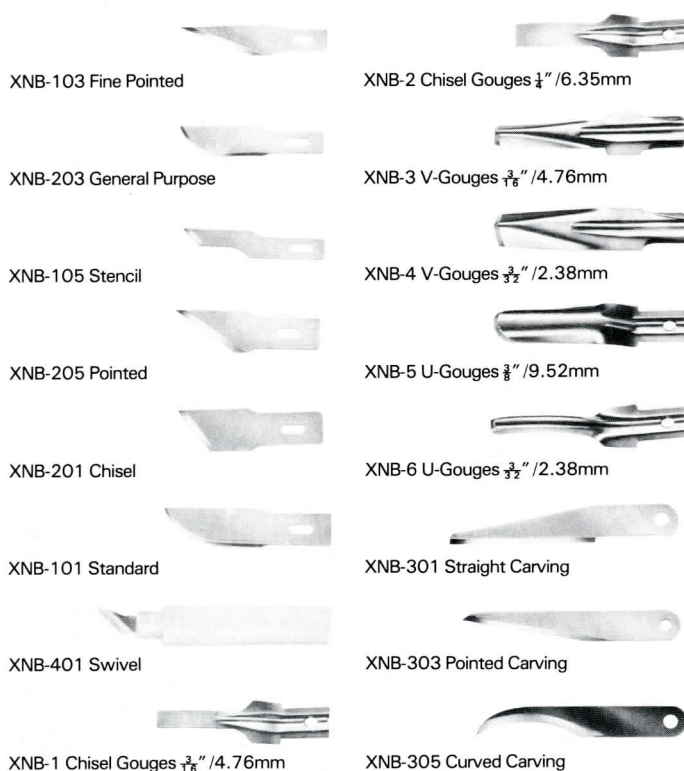 XNB-103 Fine Pointed
XNB-203 General Purpose
XNB-105 Stencil
XNB-205 Pointed
XNB-201 Chisel
XNB-101 Standard
XNB-401 Swivel
XNB-1 Chisel Gouges 3/16″/4.76mm
XNB-2 Chisel Gouges 1/4″/6.35mm
XNB-3 V-Gouges 3/16″/4.76mm
XNB-4 V-Gouges 3/32″/2.38mm
XNB-5 U-Gouges 3/8″/9.52mm
XNB-6 U-Gouges 3/32″/2.38mm
XNB-301 Straight Carving
XNB-303 Pointed Carving
XNB-305 Curved Carving